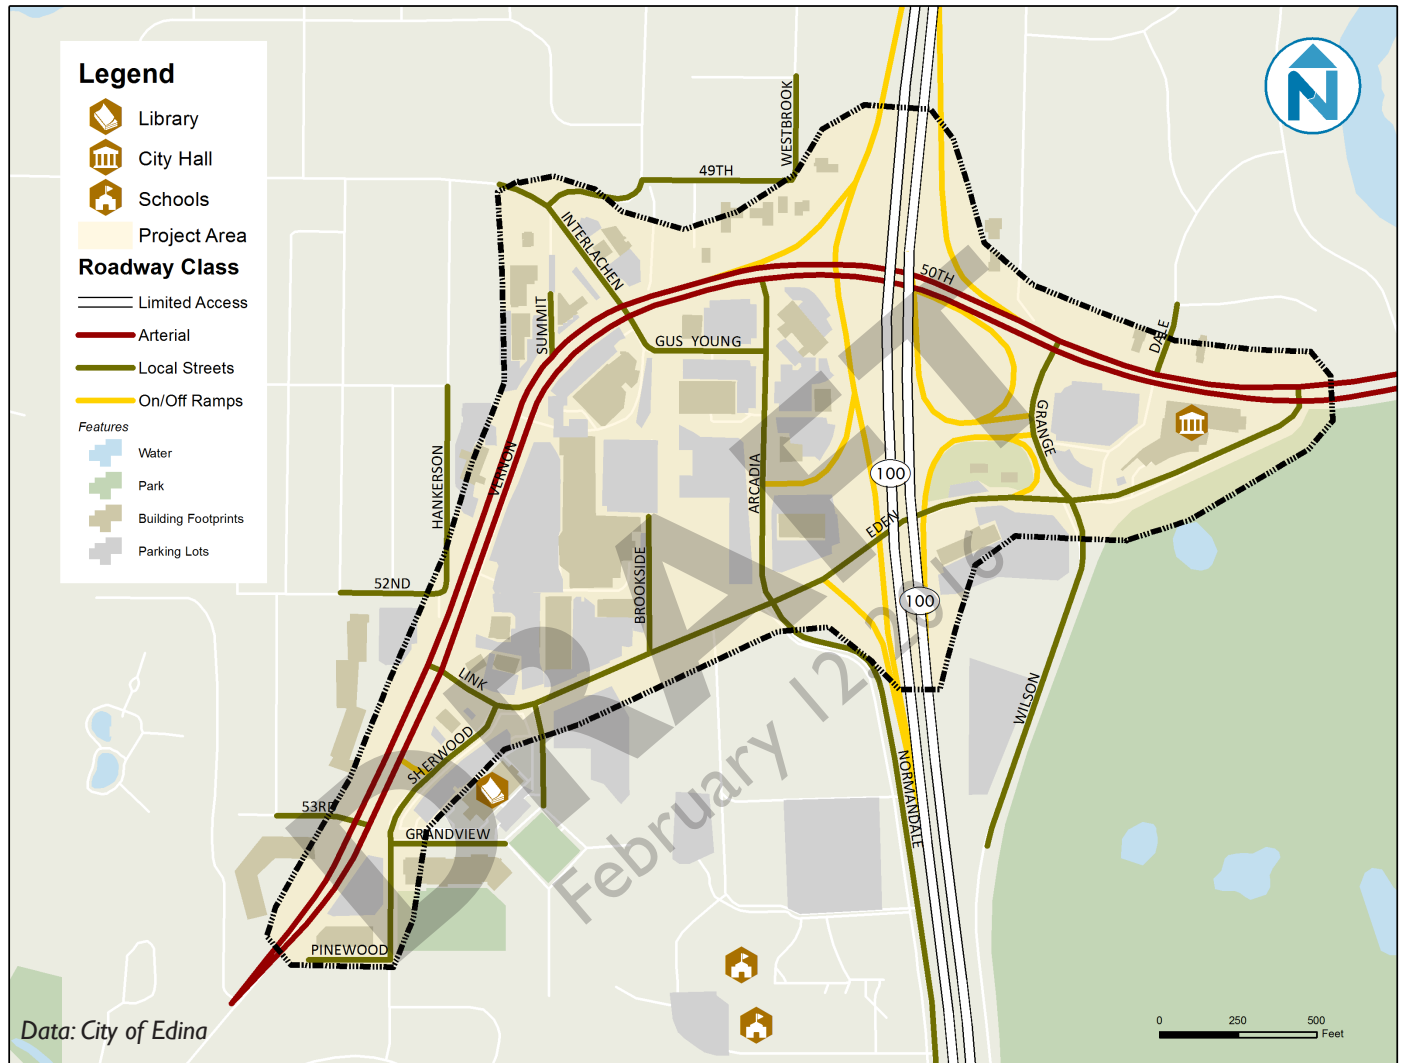 Legend
Library
City Hall
Schools
Project Area
Roadway Class
Limited Access
Arterial
Local Streets
On/Off Ramps
Features
Water
Park
Building Footprints
Parking Lots
N
WESTBROOK
49TH
INTERLACHEN
50TH
SUMMIT
GUS YOUNG
DALE
GRANGE
HANKERSON
VERNON
ARCADIA
100
EDEN
BROOKSIDE
52ND
100
LINK
WILSON
SHERWOOD
NORMANDALE
53RD
GRANDVIEW
PINEWOOD
DRAFT
February 12 2016
Data: City of Edina
0 250 500
Feet